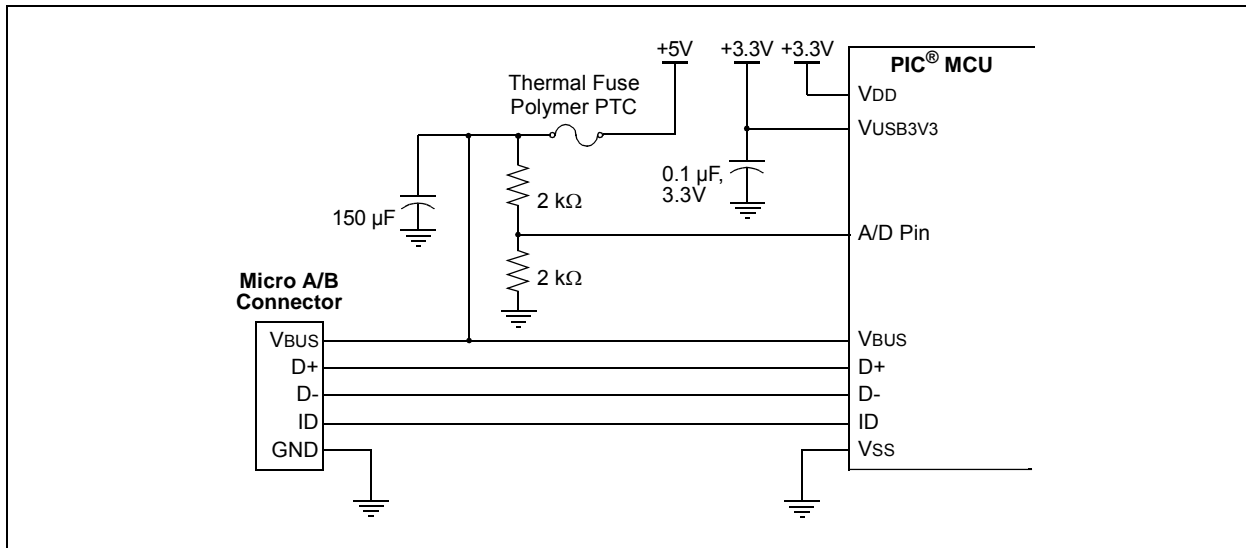 +5V
+3.3V
+3.3V
PIC® MCU
Thermal Fuse
Polymer PTC
VDD
VUSB3V3
0.1 µF,
3.3V
2 kΩ
150 µF
A/D Pin
2 kΩ
Micro A/B
Connector
VBUS
VBUS
D+
D+
D-
D-
ID
ID
GND
VSS